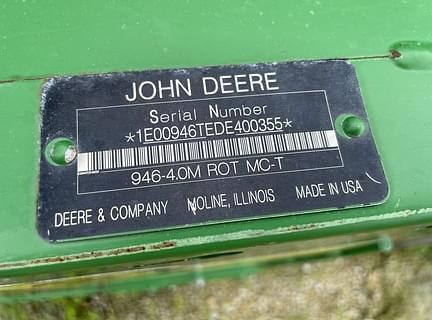 JOHN DEERE
Serial Number
*1E00946TEDE400355*
946-4.0M ROT MC-T
DEERE & COMPANY MOLINE, ILLINOIS MADE IN USA